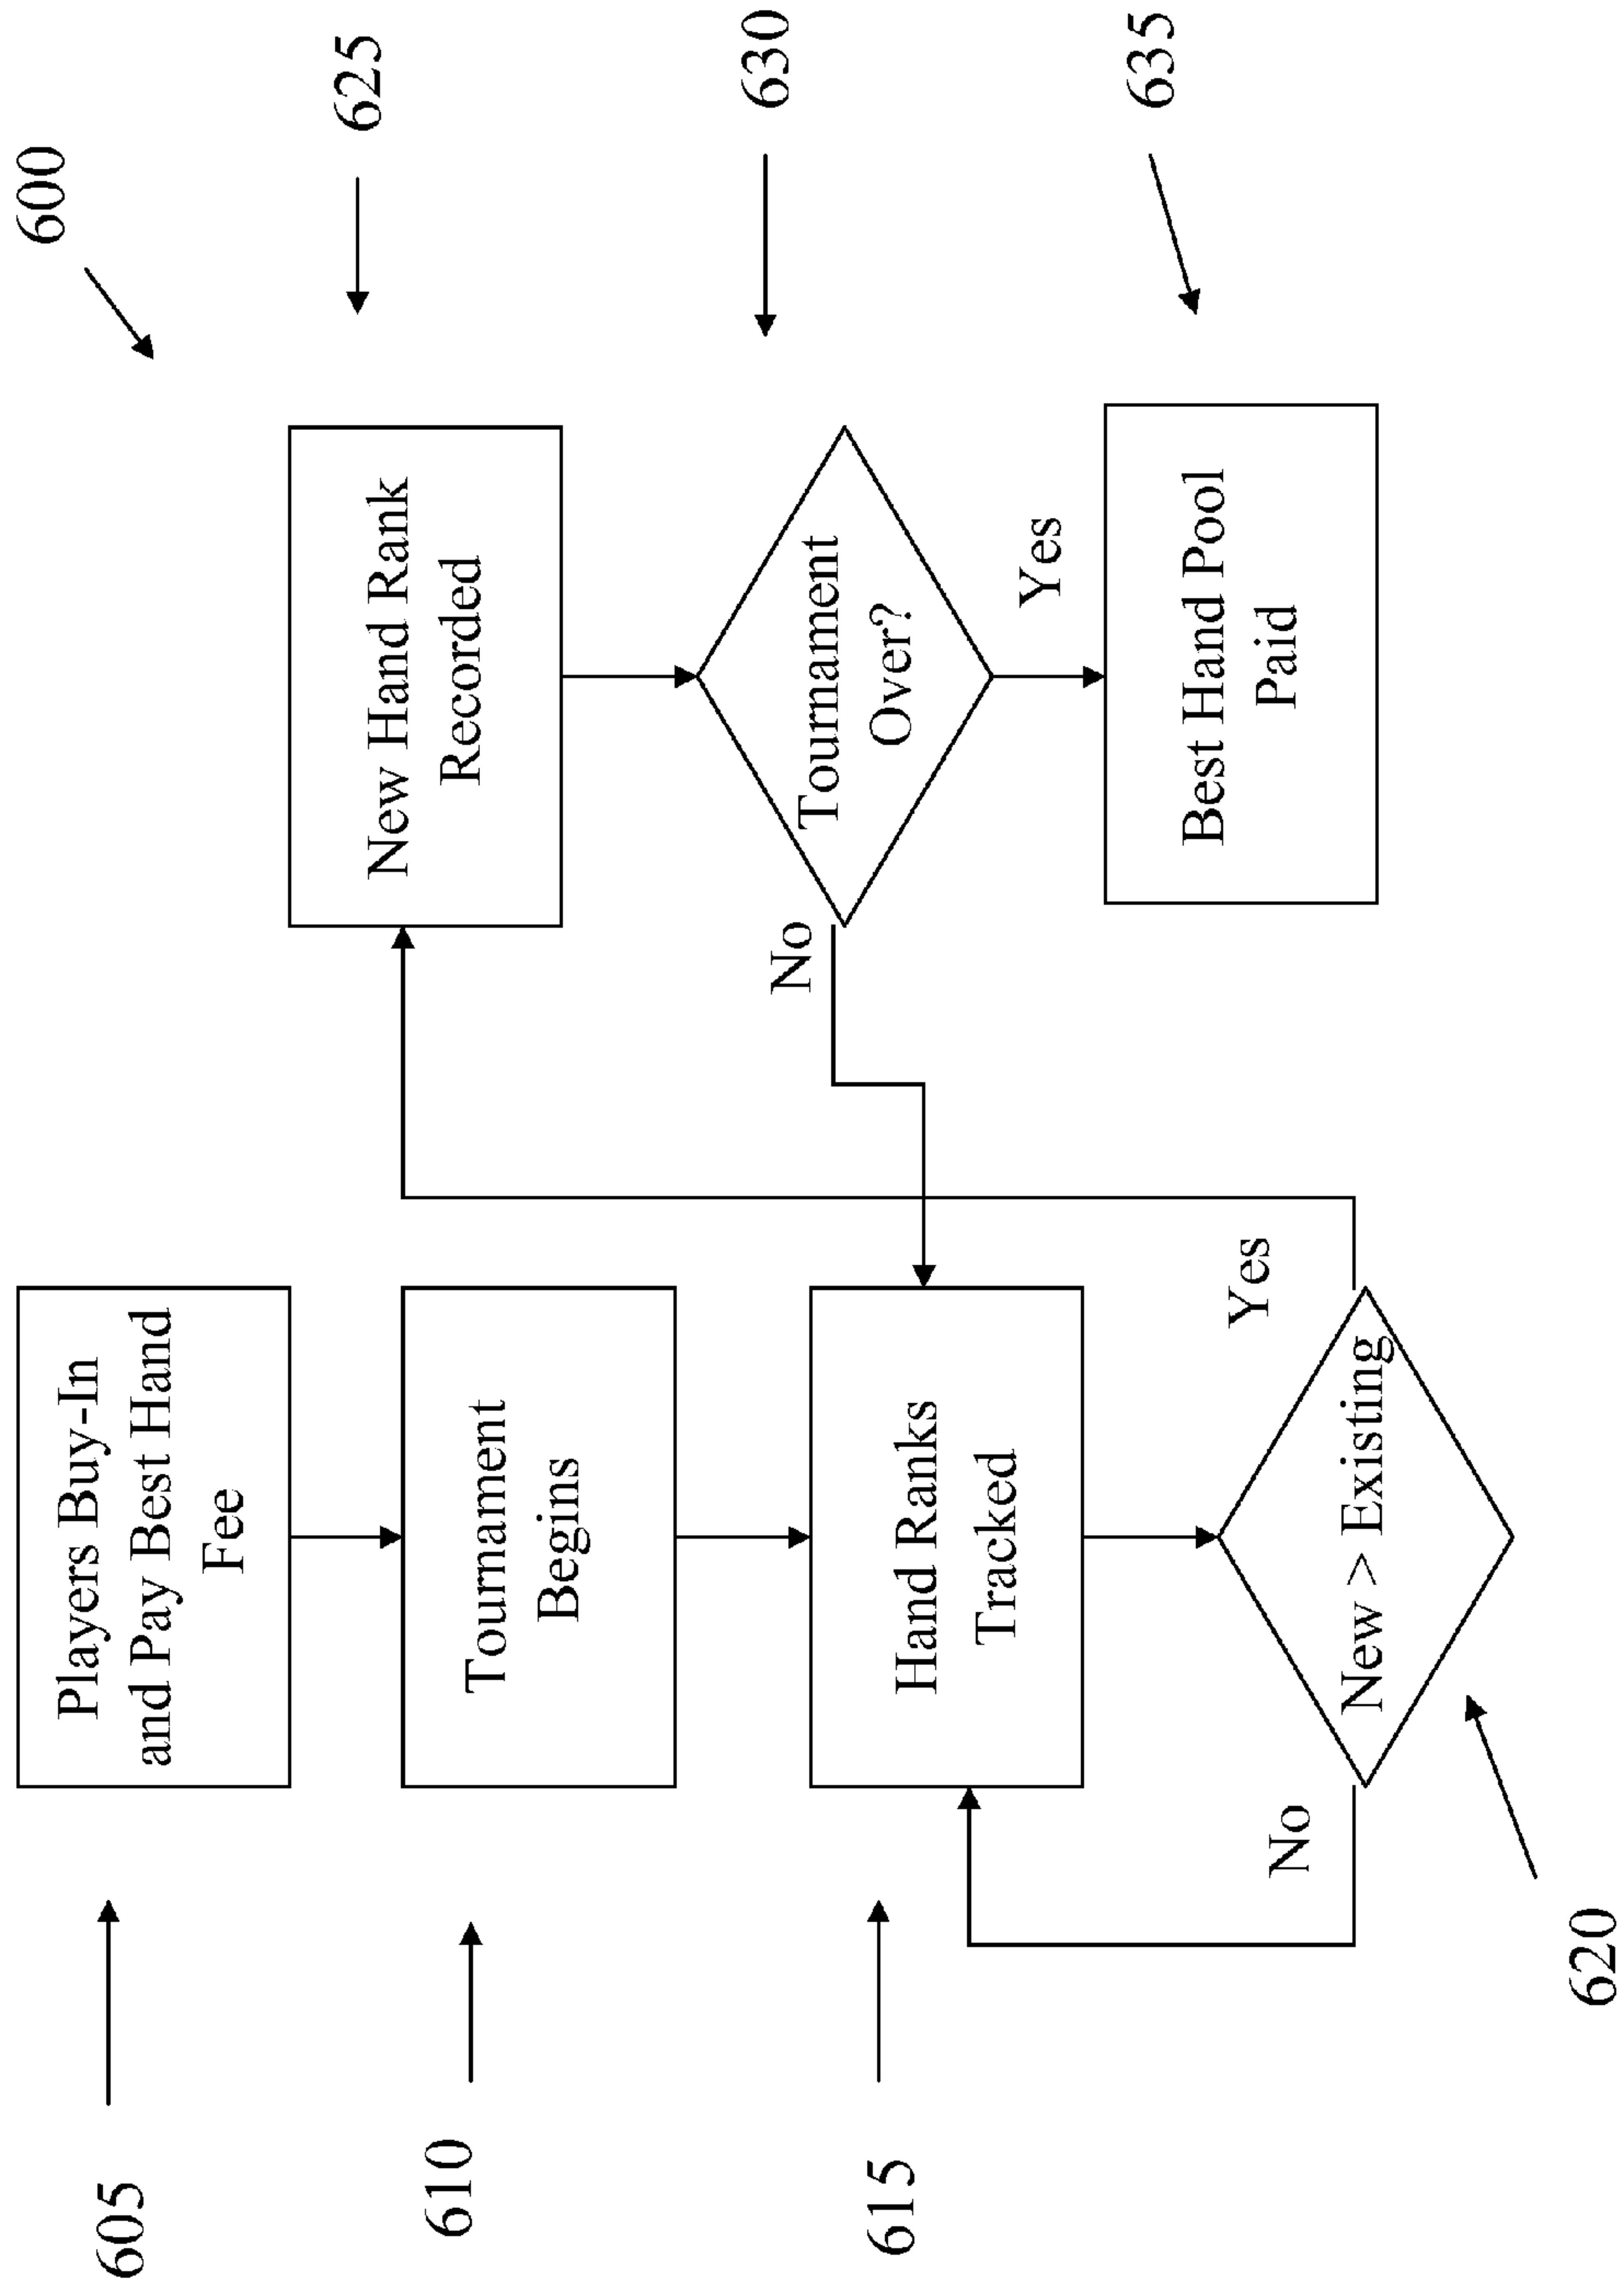 600
605
Players Buy-In
and Pay Best Hand
Fee
610
Tournament
Begins
615
Hand Ranks
Tracked
620
New > Existing
No
Yes
625
New Hand Rank
Recorded
630
Tournament
Over?
No
Yes
635
Best Hand Pool
Paid